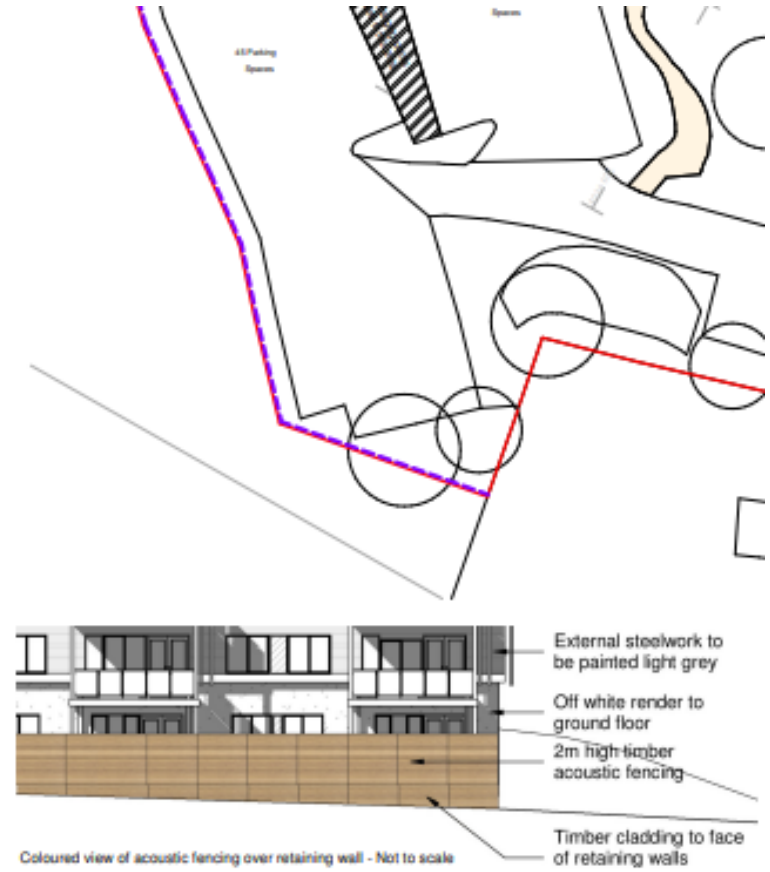 Spaces
45 Parking
Spaces
External steelwork to
be painted light grey
Off white render to
ground floor
2m high timber
acoustic fencing
Timber cladding to face
of retaining walls
Coloured view of acoustic fencing over retaining wall - Not to scale